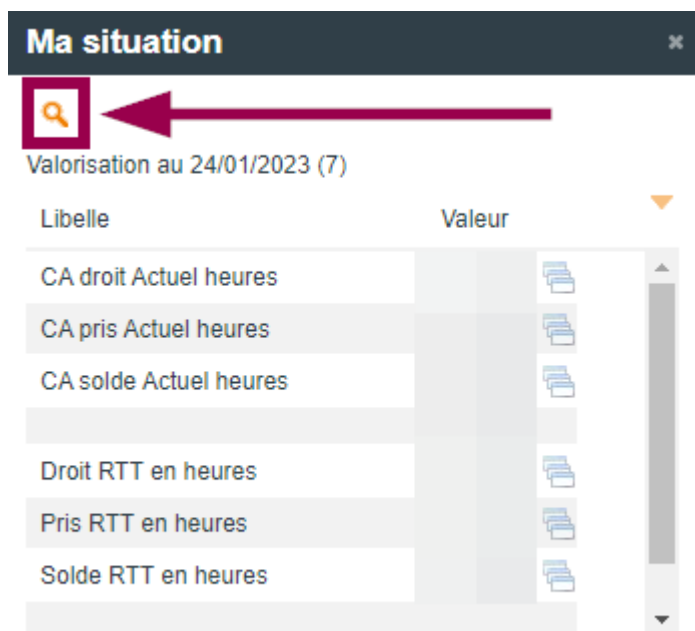 Ma situation
Valorisation au 24/01/2023 (7)
Libelle Valeur
CA droit Actuel heures
CA pris Actuel heures
CA solde Actuel heures
Droit RTT en heures
Pris RTT en heures
Solde RTT en heures